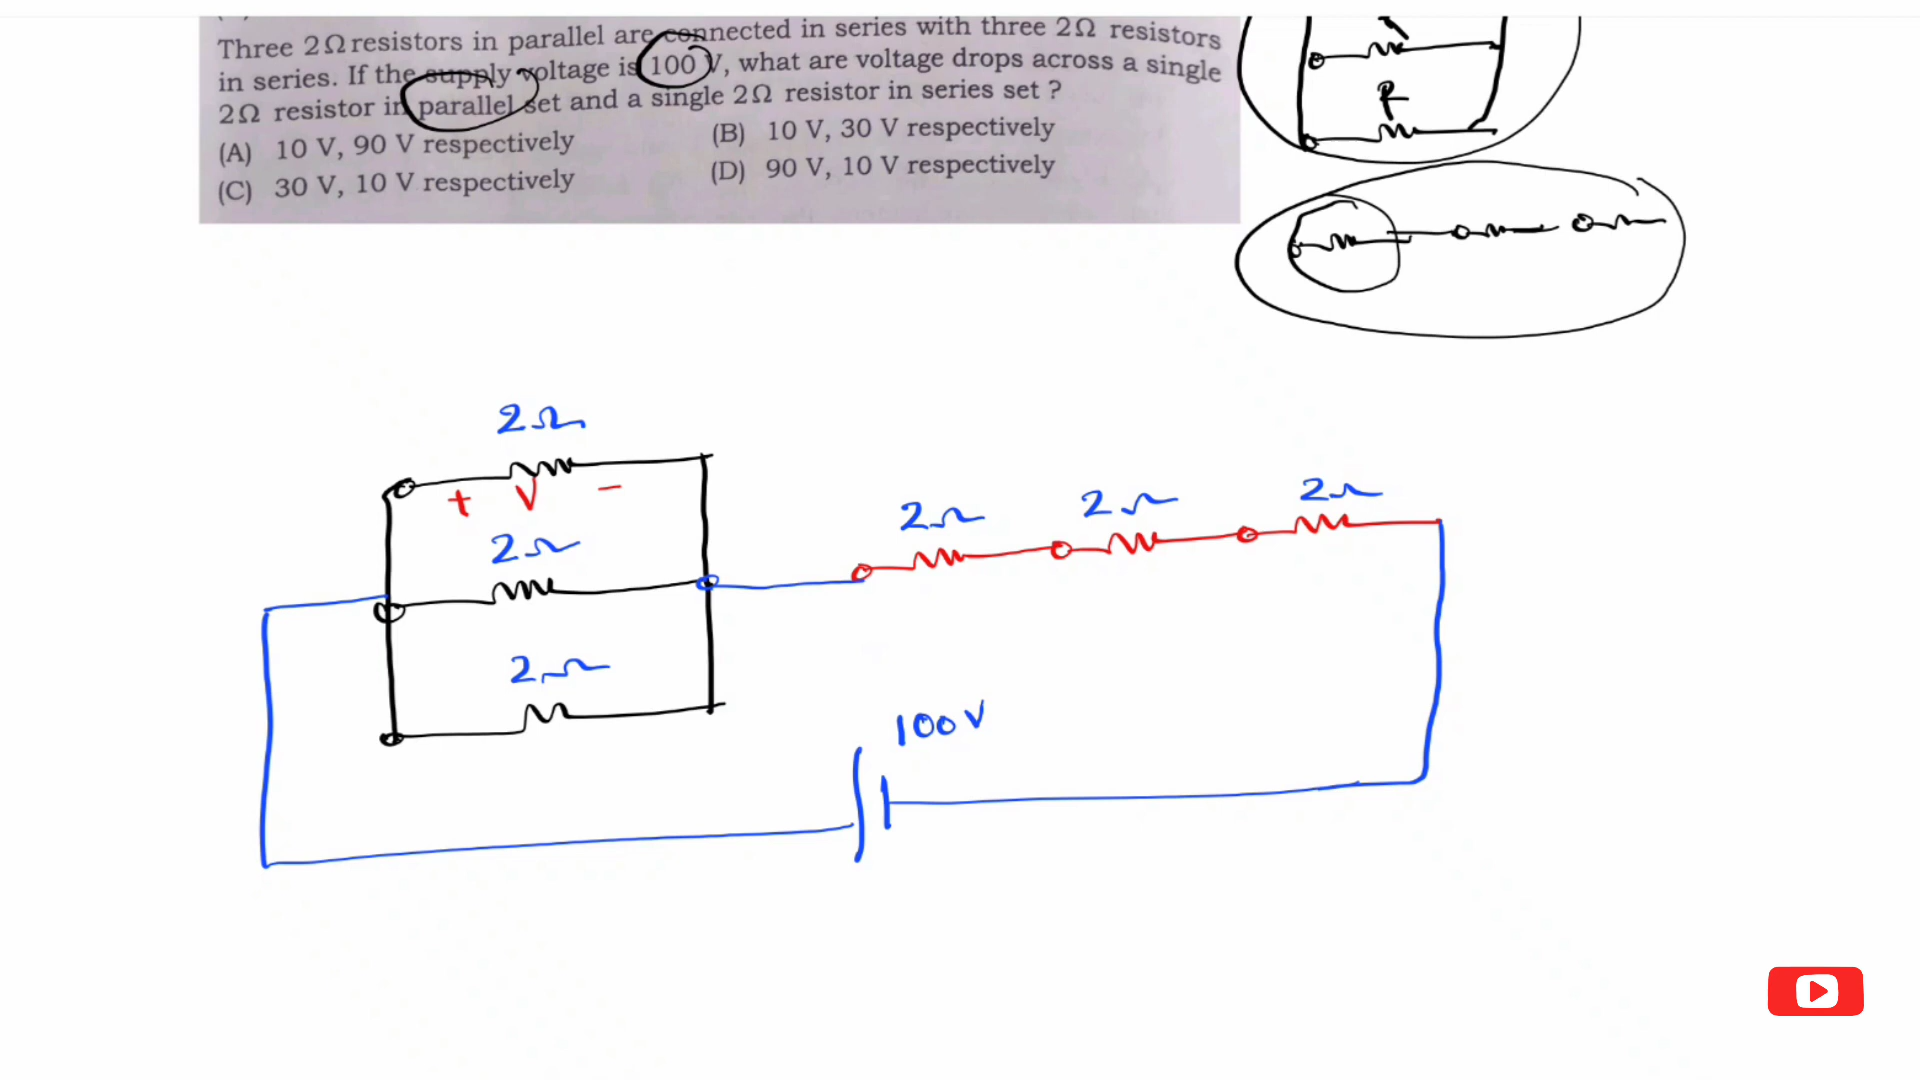 Three 2Ω resistors in parallel are connected in series with three 2Ω resistors
in series. If the supply voltage is 100 V, what are voltage drops across a single
2Ω resistor in parallel set and a single 2Ω resistor in series set ?
(A) 10 V, 90 V respectively
(B) 10 V, 30 V respectively
(C) 30 V, 10 V respectively
(D) 90 V, 10 V respectively
R
2Ω
+ V -
2Ω
2Ω
2Ω
2Ω
2Ω
100 V